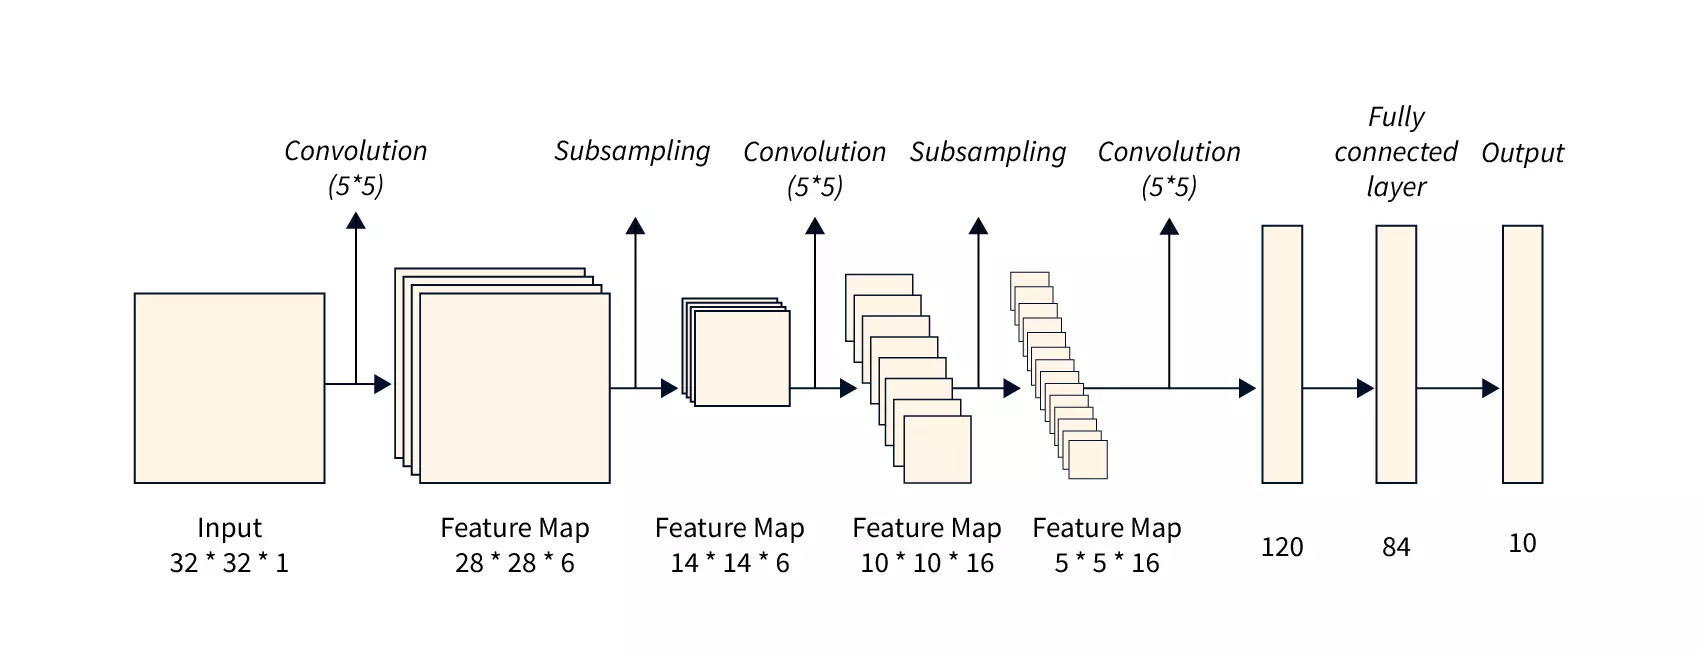 Convolution
(5*5)
Subsampling
Convolution
(5*5)
Subsampling
Convolution
(5*5)
Fully
connected
layer
Output
Input
32 * 32 * 1
Feature Map
28 * 28 * 6
Feature Map
14 * 14 * 6
Feature Map
10 * 10 * 16
Feature Map
5 * 5 * 16
120
84
10